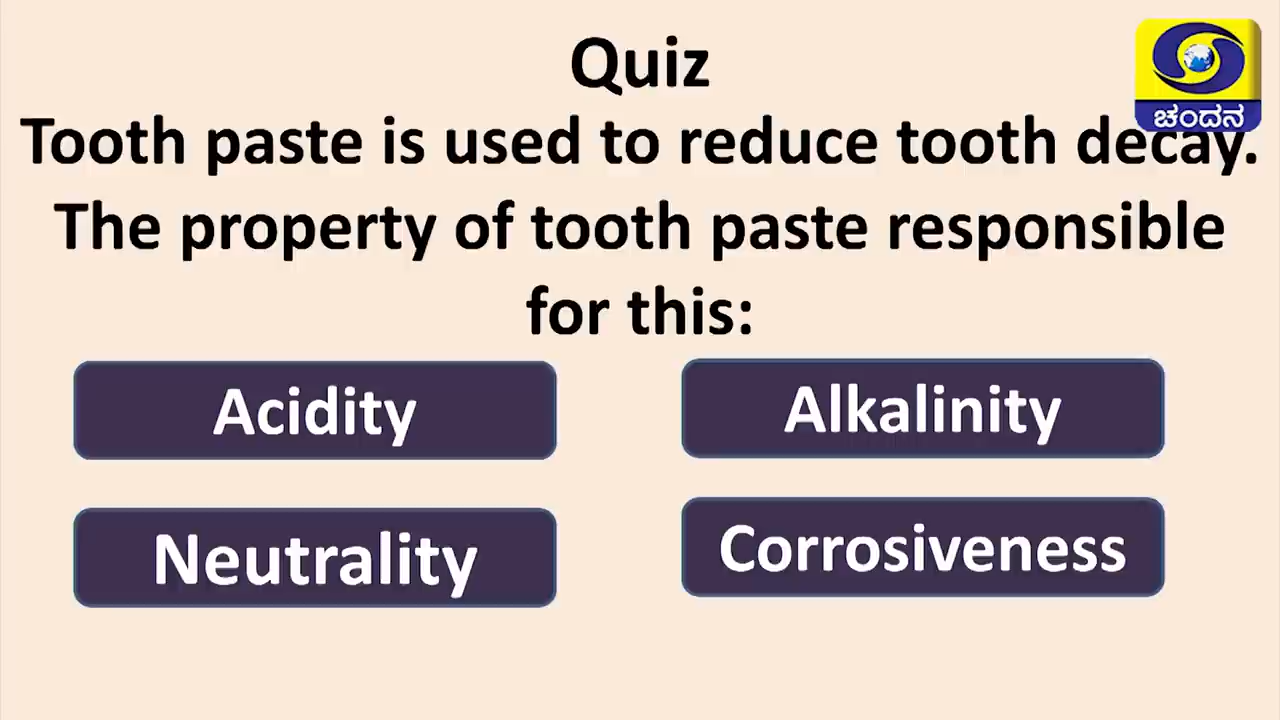 Quiz
ಚಂದನ
Tooth paste is used to reduce tooth decay.
The property of tooth paste responsible
for this:
Acidity
Alkalinity
Neutrality
Corrosiveness